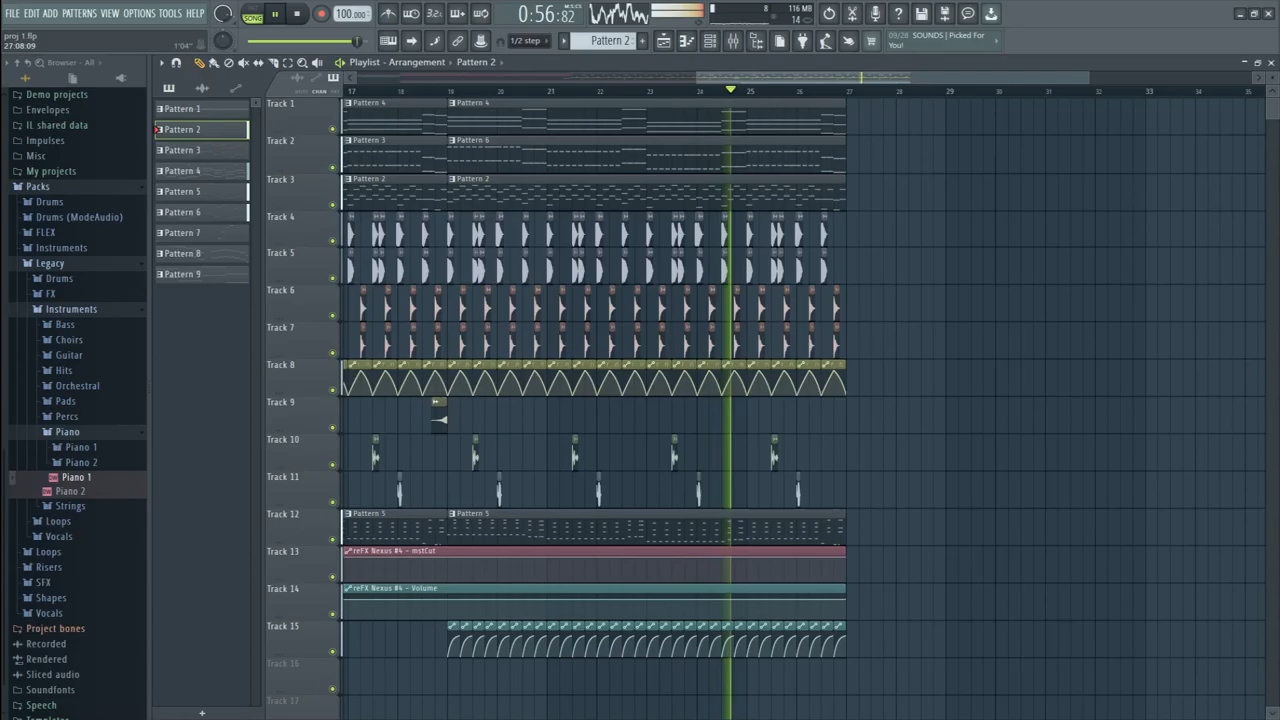 FILE EDIT ADD PATTERNS VIEW OPTIONS TOOLS HELP
SONG
100.000
0:56:82
8
116 MB
14
proj 1.flp
27:08:09
1'04"
1/2 step
Pattern 2
09/28 SOUNDS | Picked For
You!
Browser - All
Playlist - Arrangement
Pattern 2
Demo projects
Envelopes
IL shared data
Impulses
Misc
My projects
Packs
Drums
Drums (ModeAudio)
FLEX
Instruments
Legacy
Drums
FX
Instruments
Bass
Choirs
Guitar
Hits
Orchestral
Pads
Percs
Piano
Piano 1
Piano 2
Piano 1
Piano 2
Strings
Loops
Vocals
Loops
Risers
SFX
Shapes
Vocals
Project bones
Recorded
Rendered
Sliced audio
Soundfonts
Speech
Templates
Pattern 1
Pattern 2
Pattern 3
Pattern 4
Pattern 5
Pattern 6
Pattern 7
Pattern 8
Pattern 9
17 18 19 20 21 22 23 24 25 26 27 28 29 30 31 32 33 34 35
Track 1
Pattern 4
Pattern 4
Track 2
Pattern 3
Pattern 6
Track 3
Pattern 2
Pattern 2
Track 4
Track 5
Track 6
Track 7
Track 8
Track 9
Track 10
Track 11
Track 12
Pattern 5
Pattern 5
Track 13
reFX Nexus #4 - mstCut
Track 14
reFX Nexus #4 - Volume
Track 15
Track 16
Track 17